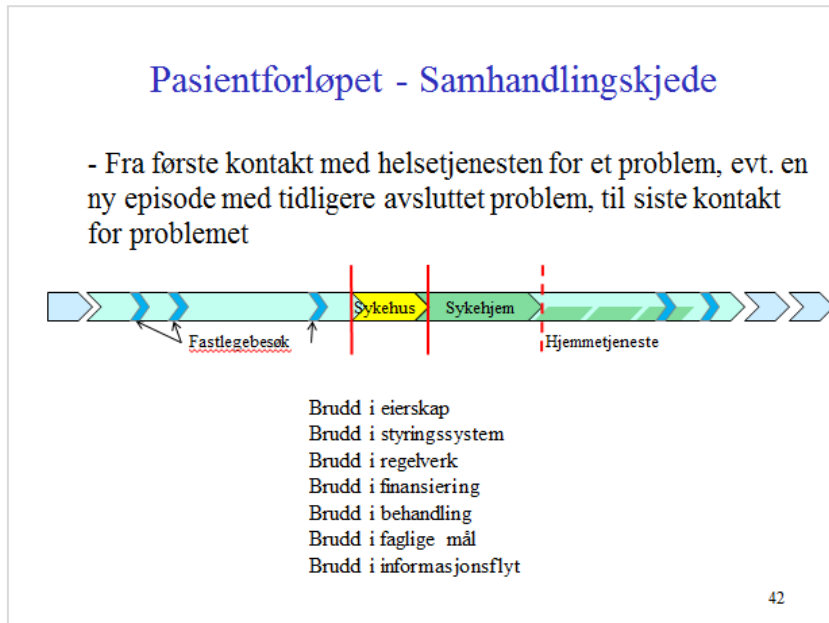 Pasientforløpet - Samhandlingskjede
- Fra første kontakt med helsetjenesten for et problem, evt. en
ny episode med tidligere avsluttet problem, til siste kontakt
for problemet
Sykehus
Sykehjem
Fastlegebesøk
Hjemmetjeneste
Brudd i eierskap
Brudd i styringssystem
Brudd i regelverk
Brudd i finansiering
Brudd i behandling
Brudd i faglige mål
Brudd i informasjonsflyt
42